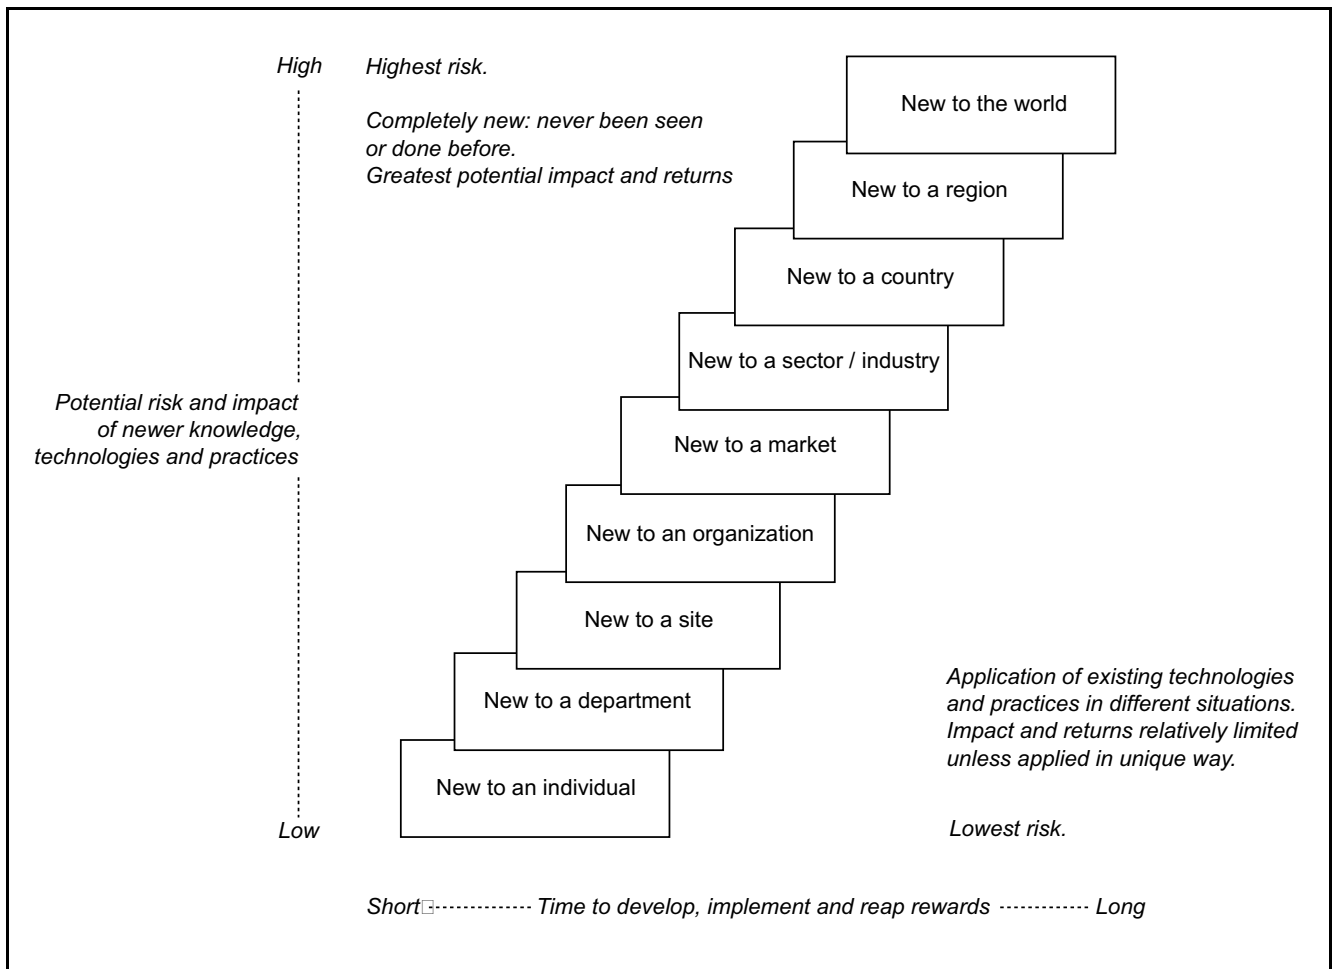 High
Highest risk.
Completely new: never been seen
or done before.
Greatest potential impact and returns
New to the world
New to a region
New to a country
New to a sector / industry
Potential risk and impact
of newer knowledge,
technologies and practices
New to a market
New to an organization
New to a site
New to a department
New to an individual
Application of existing technologies
and practices in different situations.
Impact and returns relatively limited
unless applied in unique way.
Low
Lowest risk.
Short Time to develop, implement and reap rewards Long